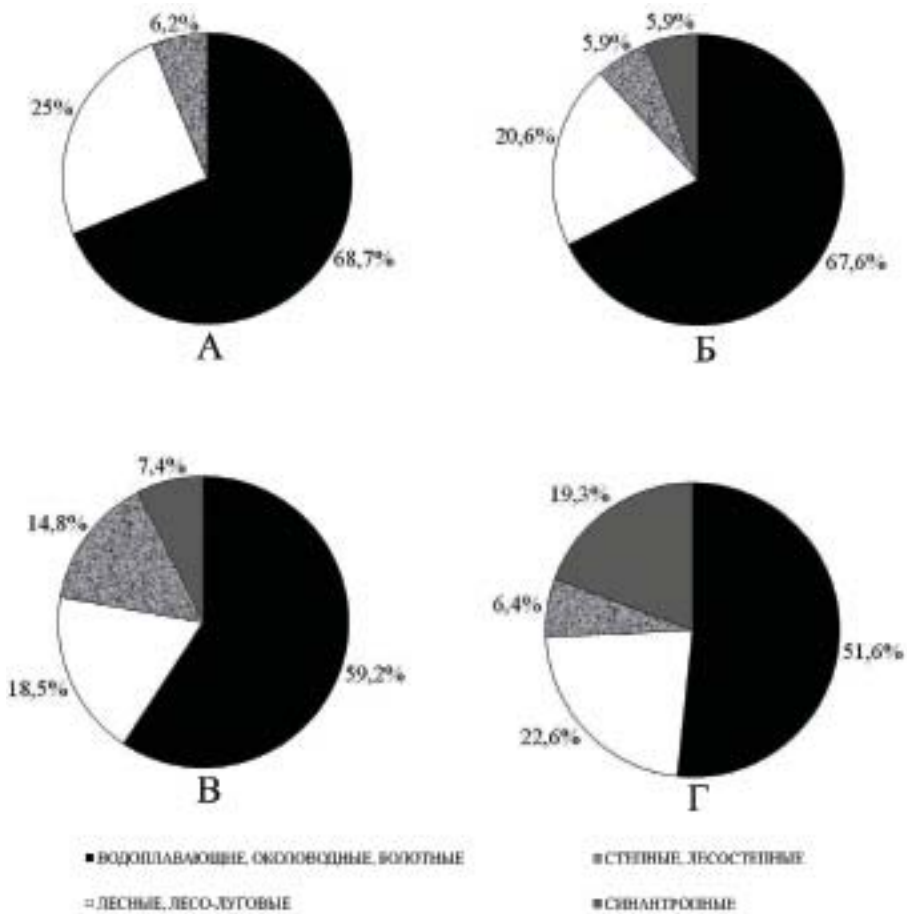 6,2%
25%
68,7%
А
5,9%
5,9%
20,6%
67,6%
Б
7,4%
14,8%
18,5%
59,2%
В
19,3%
6,4%
22,6%
51,6%
Г
ВОДОПЛАВАЮЩИЕ, ОКОЛОВОДНЫЕ, БОЛОТНЫЕ
СТЕПНЫЕ, ЛЕСОСТЕПНЫЕ
ЛЕСНЫЕ, ЛЕСО-ЛУГОВЫЕ
СИНАНТРОПНЫЕ